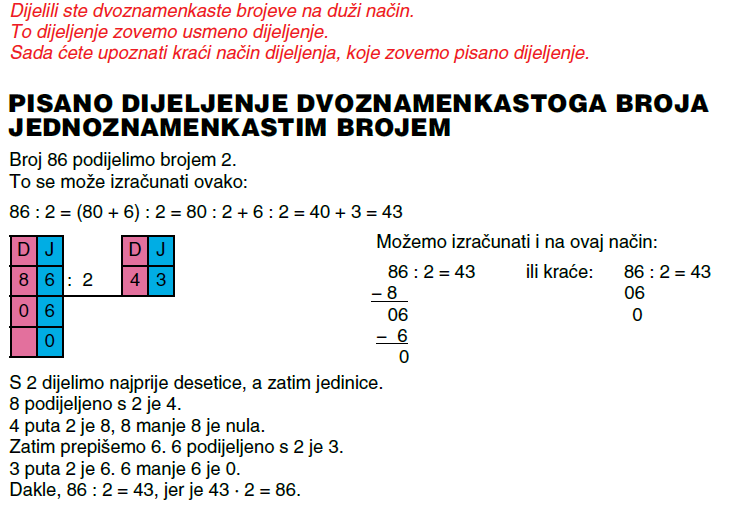 Dijelili ste dvoznamenkaste brojeve na duži način.
To dijeljenje zovemo usmeno dijeljenje.
Sada ćete upoznati kraći način dijeljenja, koje zovemo pisano dijeljenje.
PISANO DIJELJENJE DVOZNAMENKASTOGA BROJA
JEDNOZNAMENKASTIM BROJEM
Broj 86 podijelimo brojem 2.
To se može izračunati ovako:
86 : 2 = (80 + 6) : 2 = 80 : 2 + 6 : 2 = 40 + 3 = 43
D J D J
8 6 : 2 4 3
0 6
0
Možemo izračunati i na ovaj način:
86 : 2 = 43 ili kraće: 86 : 2 = 43
– 8 06
06 0
– 6
0
S 2 dijelimo najprije desetice, a zatim jedinice.
8 podijeljeno s 2 je 4.
4 puta 2 je 8, 8 manje 8 je nula.
Zatim prepišemo 6. 6 podijeljeno s 2 je 3.
3 puta 2 je 6. 6 manje 6 je 0.
Dakle, 86 : 2 = 43, jer je 43 · 2 = 86.